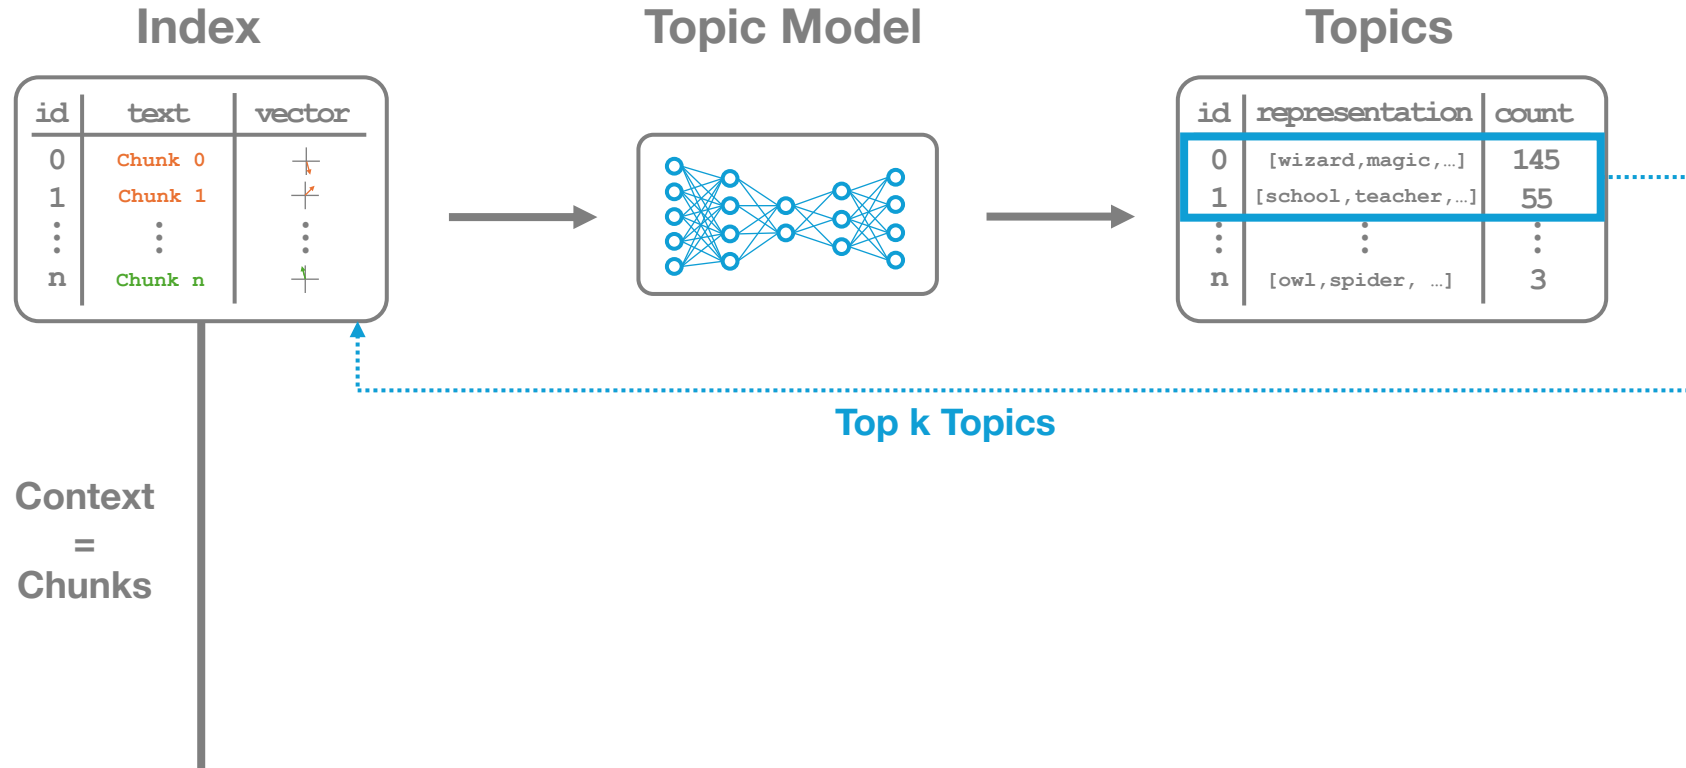 Index
Topic Model
Topics
id text vector
0 Chunk 0
1 Chunk 1
n Chunk n
id representation count
0 [wizard,magic,…] 145
1 [school,teacher,…] 55
n [owl,spider, …] 3
Top k Topics
Context
=
Chunks